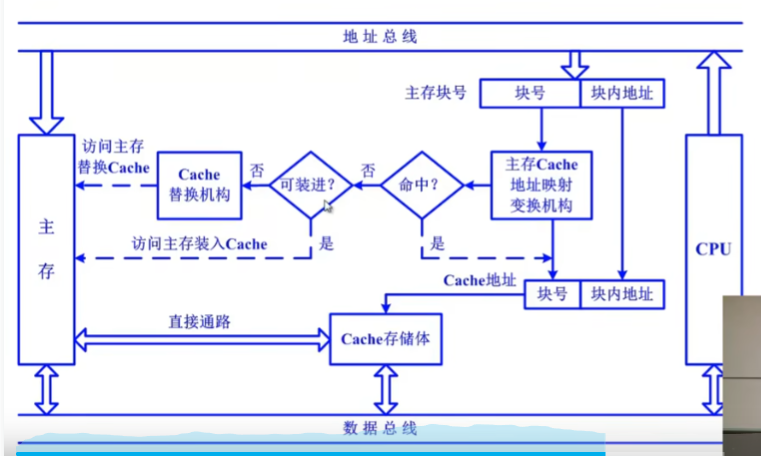 地址总线
主存块号
块号
块内地址
访问主存
替换Cache
Cache
替换机构
否
可装进?
否
命中?
主存Cache
地址映射
变换机构
主
存
访问主存装入Cache
是
是
CPU
Cache地址
块号
块内地址
直接通路
Cache存储体
数据总线